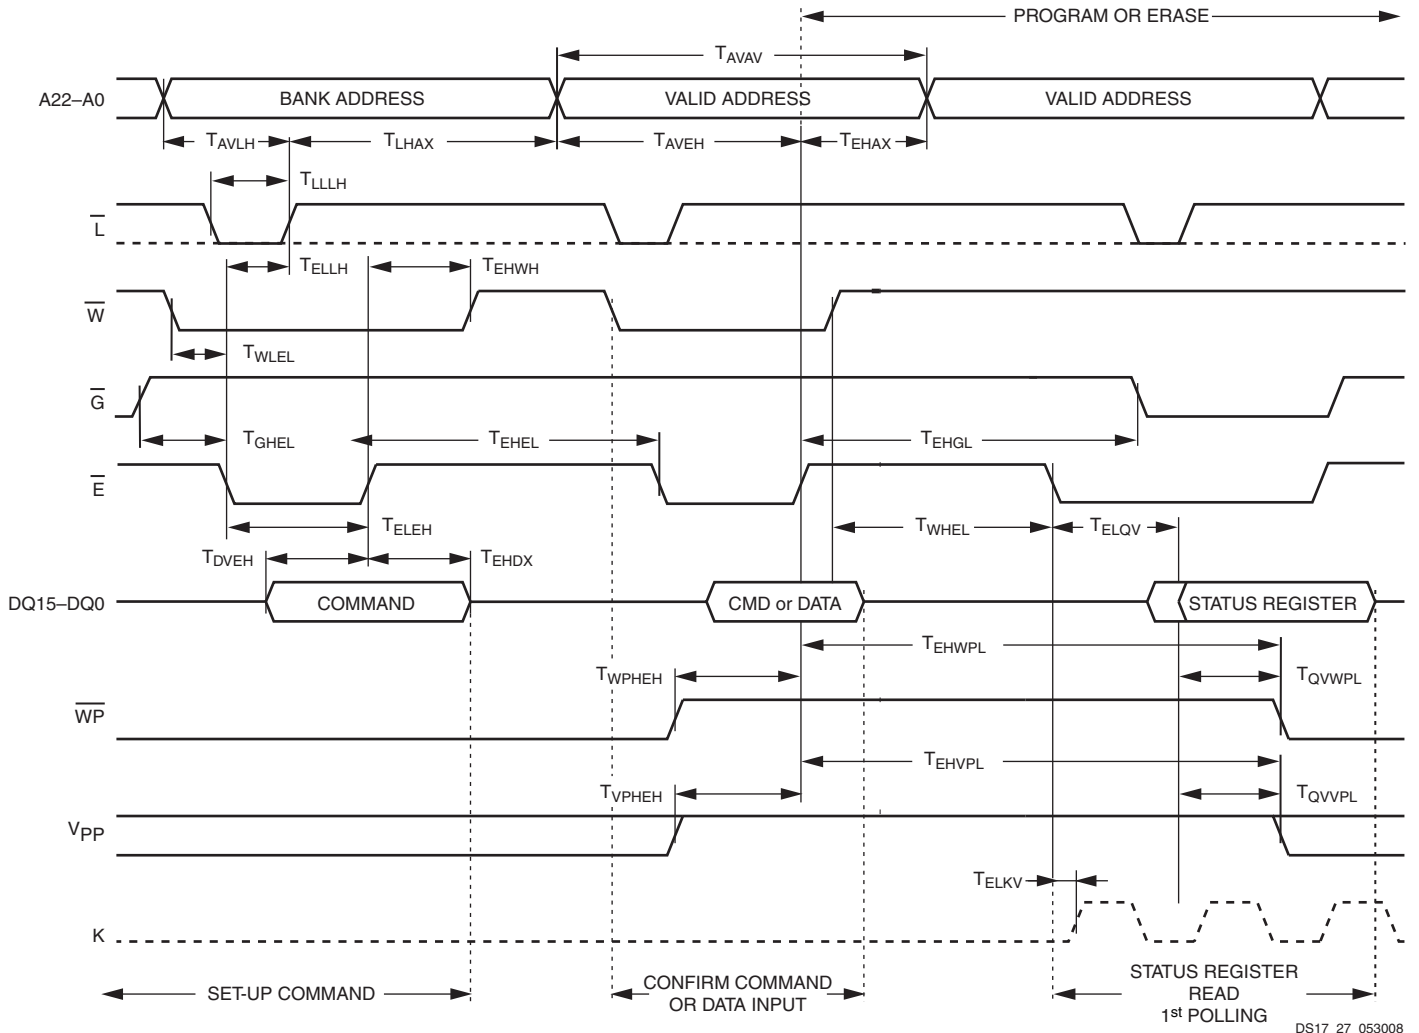 PROGRAM OR ERASE
TAVAV
A22–A0
BANK ADDRESS
VALID ADDRESS
VALID ADDRESS
TAVLH
TLHAX
TAVEH
TEHAX
TLLLH
L
TELLH
TEHWH
W
TWLEL
G
TGHEL
TEHEL
TEHGL
E
TELEH
TWHEL
TELQV
TDVEH
TEHDX
DQ15–DQ0
COMMAND
CMD or DATA
STATUS REGISTER
TEHWPL
TWPHEH
TQVWPL
WP
TEHVPL
TVPHEH
TQVVPL
VPP
TELKV
K
SET-UP COMMAND
CONFIRM COMMAND
OR DATA INPUT
STATUS REGISTER
READ
1st POLLING
DS17_27_053008